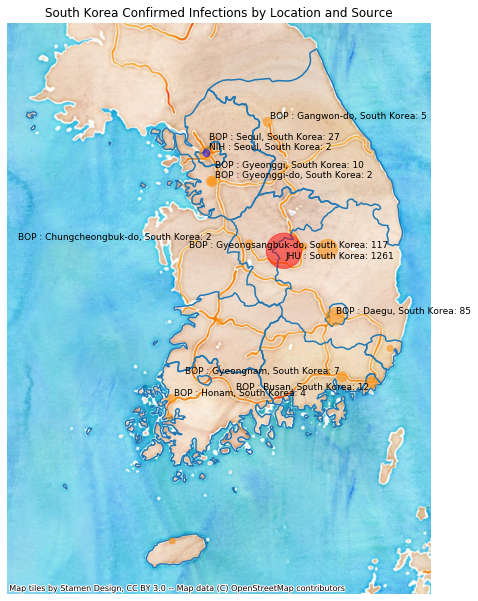 South Korea Confirmed Infections by Location and Source
BOP : Gangwon-do, South Korea: 5
BOP : Seoul, South Korea: 27
NIH : Seoul, South Korea: 2
BOP : Gyeonggi, South Korea: 10
BOP : Gyeonggi-do, South Korea: 2
BOP : Chungcheongbuk-do, South Korea: 2
BOP : Gyeongsangbuk-do, South Korea: 117
JHU : South Korea: 1261
BOP : Daegu, South Korea: 85
BOP : Gyeongnam, South Korea: 7
BOP : Busan, South Korea: 12
BOP : Honam, South Korea: 4
Map tiles by Stamen Design, CC BY 3.0 -- Map data (C) OpenStreetMap contributors